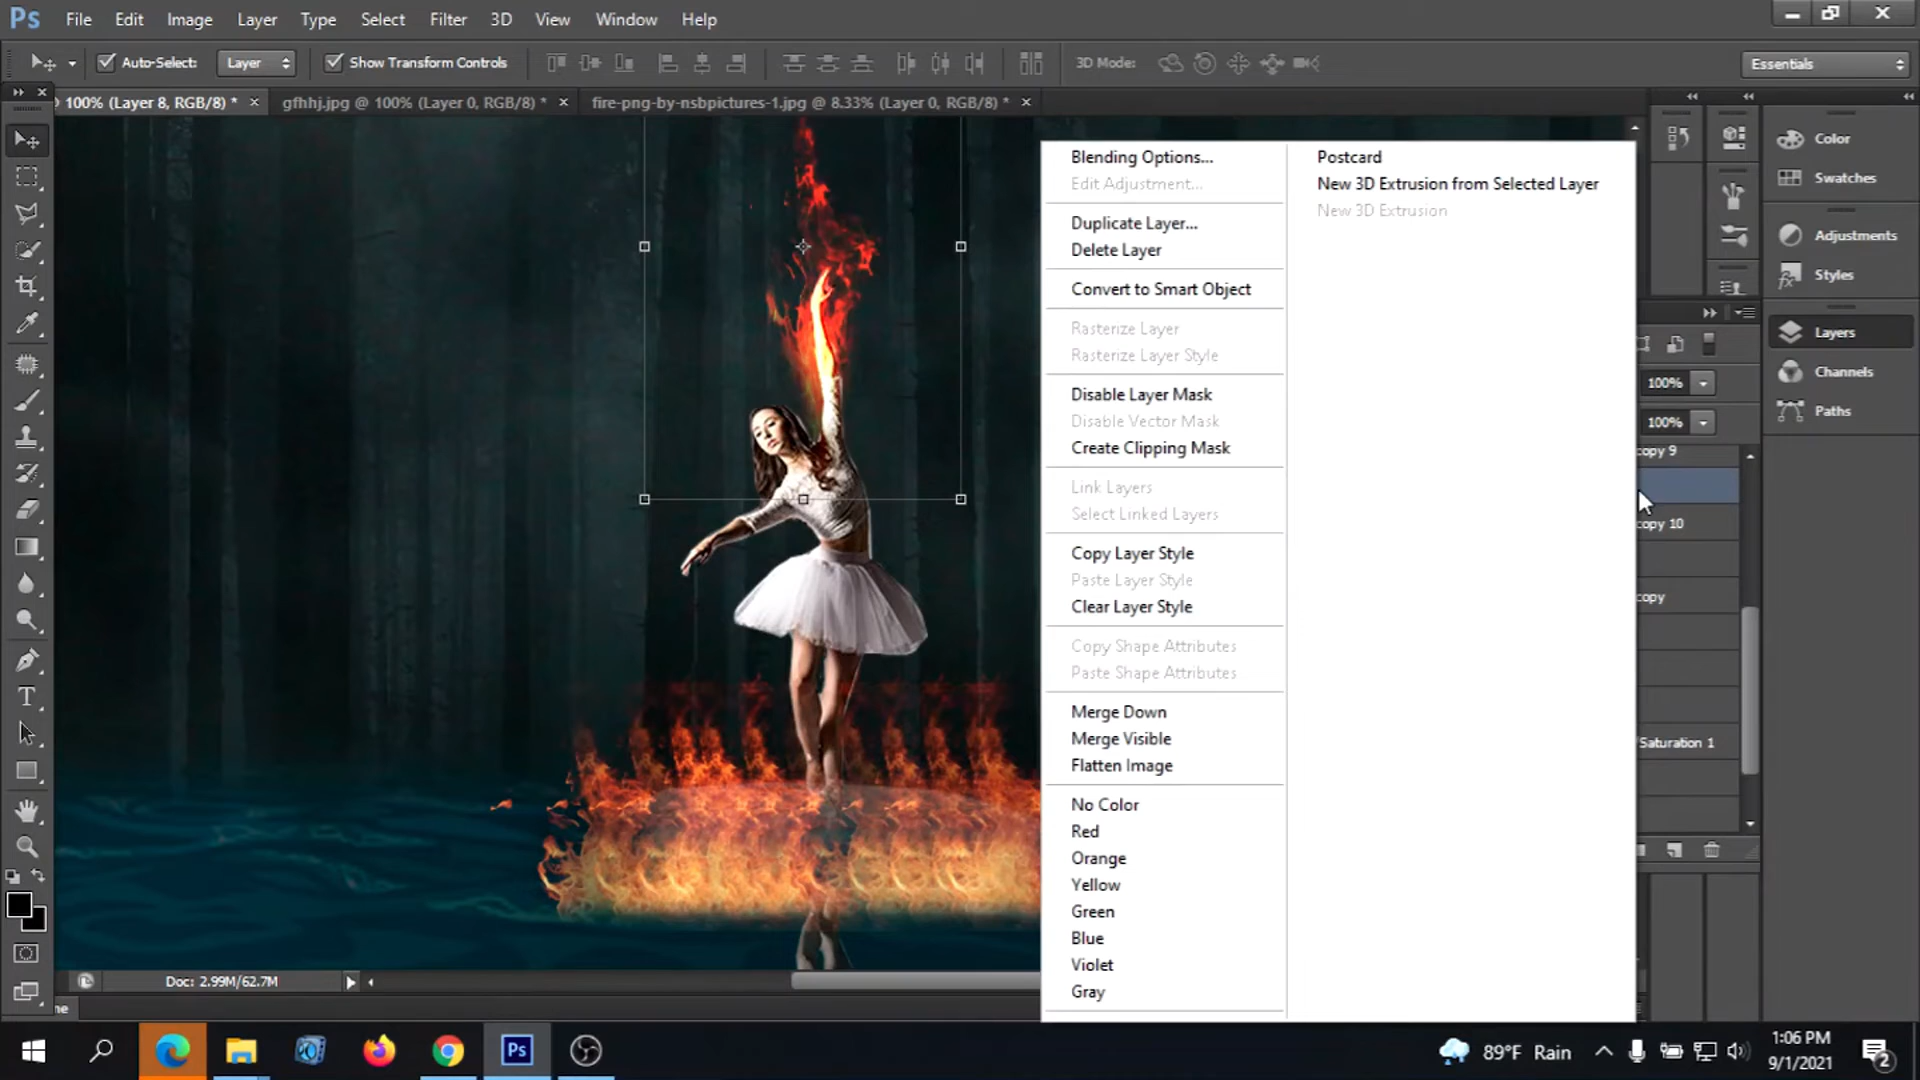 Ps File Edit Image Layer Type Select Filter 3D View Window Help
Auto-Select: Layer Show Transform Controls 3D Mode: Essentials
100% (Layer 8, RGB/8) * × gfhhj.jpg @ 100% (Layer 0, RGB/8) * × fire-png-by-nsbpictures-1.jpg @ 8.33% (Layer 0, RGB/8) * ×
Blending Options...
Edit Adjustment...
Duplicate Layer...
Delete Layer
Convert to Smart Object
Rasterize Layer
Rasterize Layer Style
Disable Layer Mask
Disable Vector Mask
Create Clipping Mask
Link Layers
Select Linked Layers
Copy Layer Style
Paste Layer Style
Clear Layer Style
Copy Shape Attributes
Paste Shape Attributes
Merge Down
Merge Visible
Flatten Image
No Color
Red
Orange
Yellow
Green
Blue
Violet
Gray
Postcard
New 3D Extrusion from Selected Layer
New 3D Extrusion
Color
Swatches
Adjustments
Styles
Layers
Channels
Paths
100%
100%
copy 9
copy 10
copy
Saturation 1
T
Doc: 2.99M/62.7M
Ps
89°F Rain
1:06 PM
9/1/2021
2